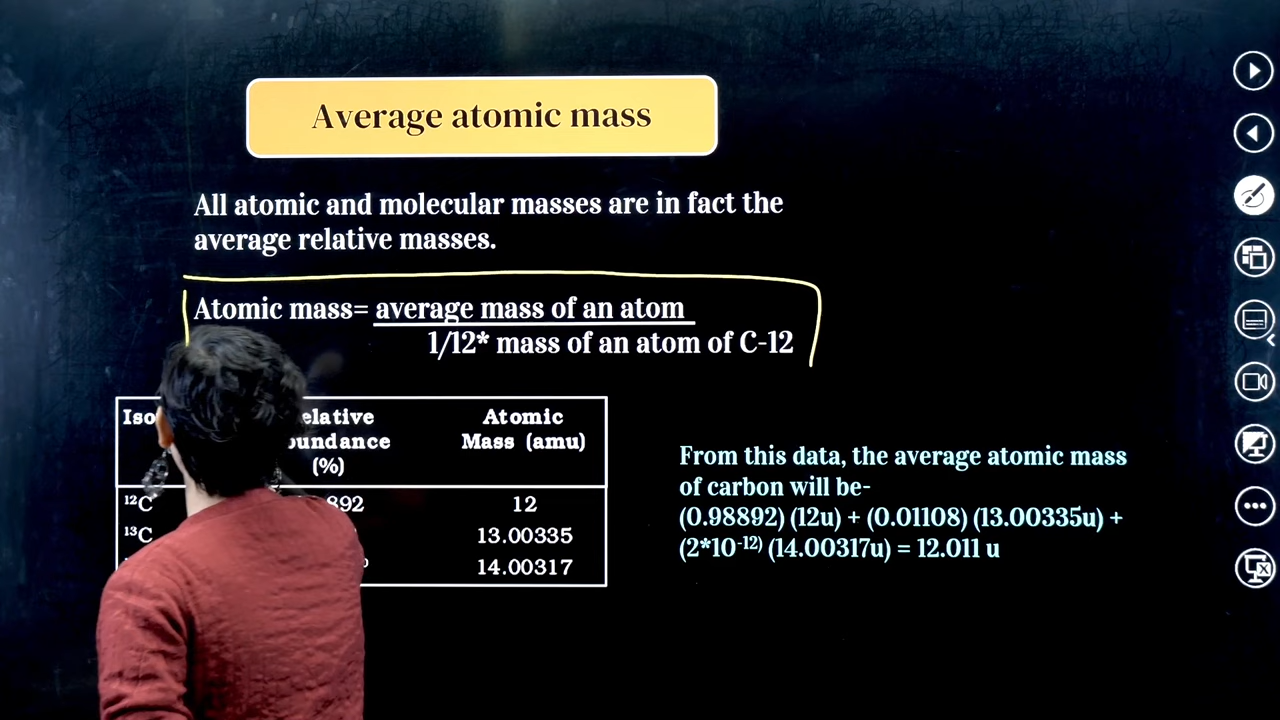 Average atomic mass
All atomic and molecular masses are in fact the
average relative masses.
Atomic mass= average mass of an atom
1/12* mass of an atom of C-12
Atomic
Mass (amu)
(%)
¹²C 12
¹³C 13.00335
14.00317
From this data, the average atomic mass
of carbon will be-
(0.98892) (12u) + (0.01108) (13.00335u) +
(2*10⁻¹²⁾ (14.00317u) = 12.011 u